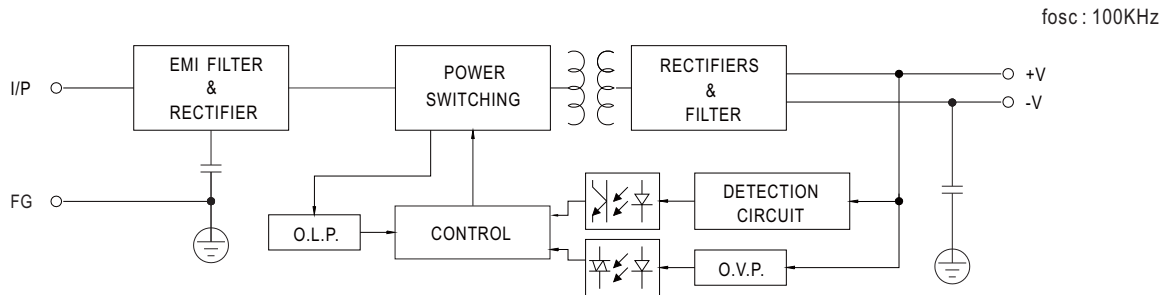 fosc : 100KHz
I/P
EMI FILTER
&
RECTIFIER
POWER
SWITCHING
RECTIFIERS
&
FILTER
+V
-V
FG
O.L.P.
CONTROL
DETECTION
CIRCUIT
O.V.P.